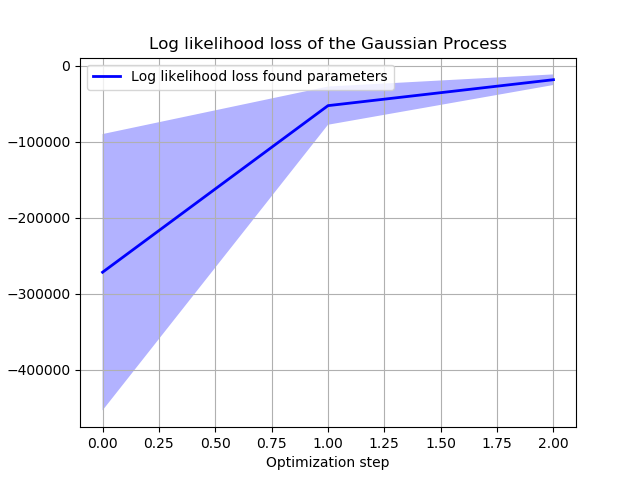 Log likelihood loss of the Gaussian Process
Log likelihood loss found parameters
0
−100000
−200000
−300000
−400000
0.00 0.25 0.50 0.75 1.00 1.25 1.50 1.75 2.00
Optimization step